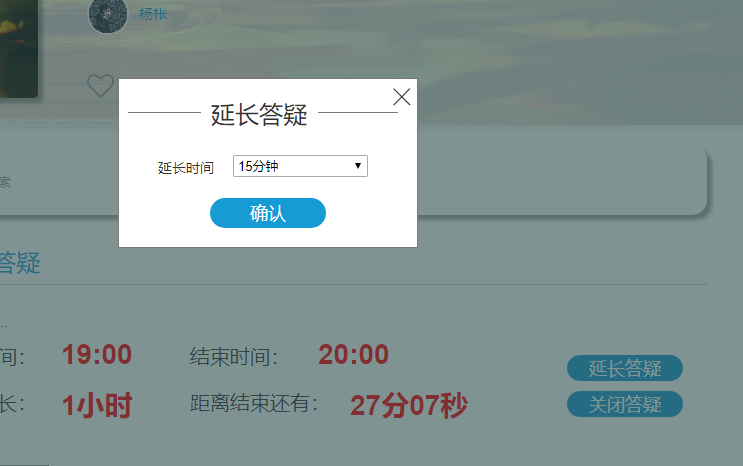 杨枨
延长答疑
延长时间 15分钟
确认
索
答疑
..
间： 19:00 结束时间： 20:00
延长答疑
长： 1小时 距离结束还有： 27分07秒
关闭答疑